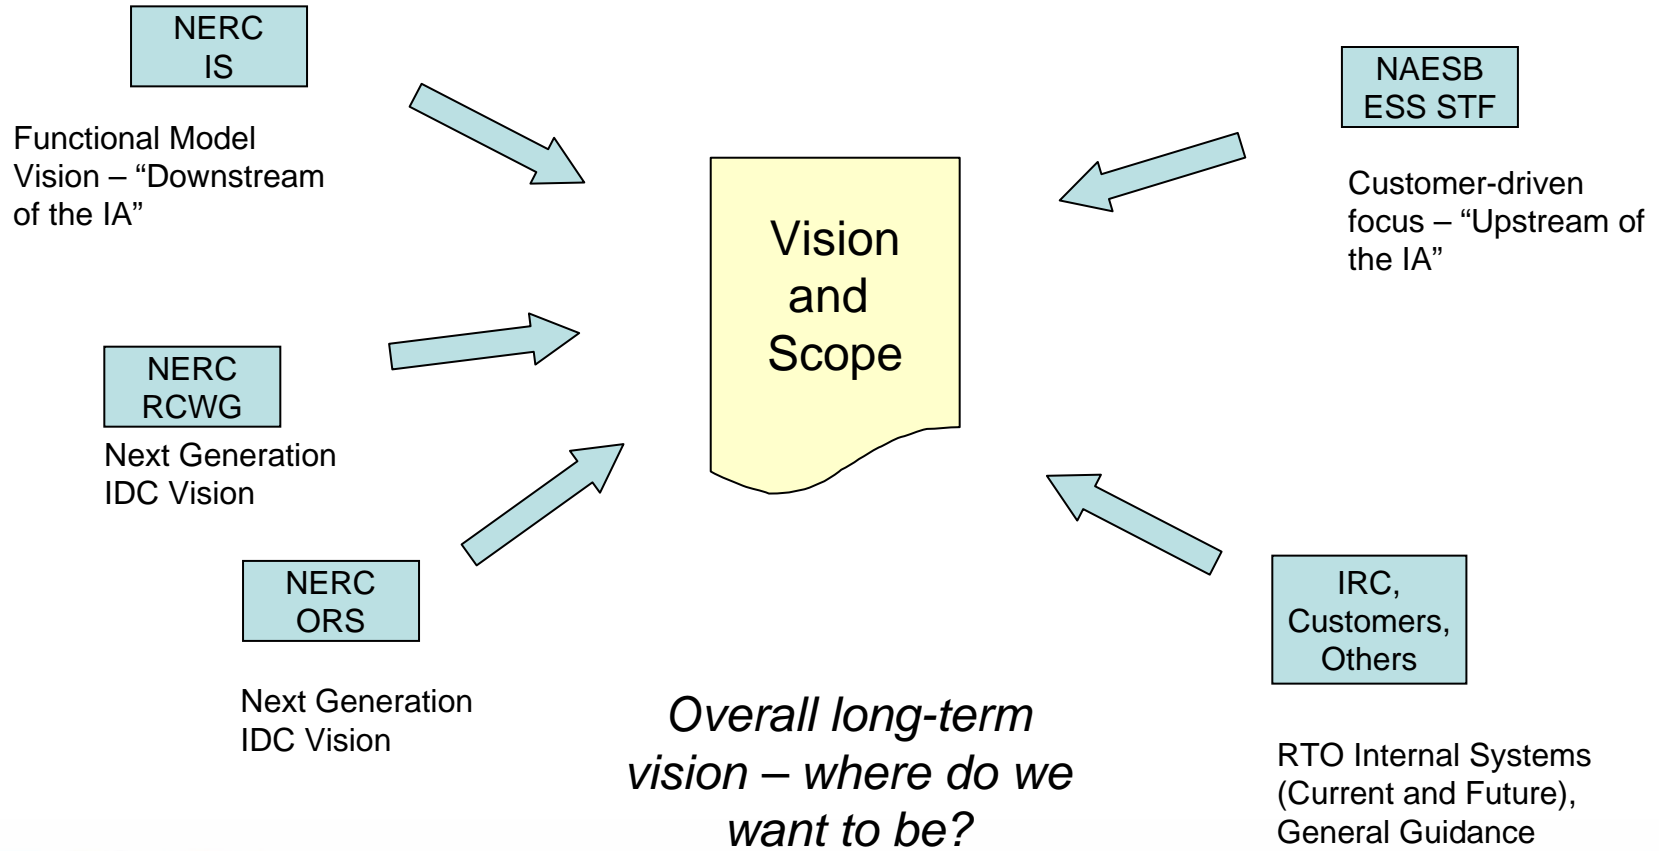 NERC
IS
Functional Model
Vision – “Downstream
of the IA”
NERC
RCWG
Next Generation
IDC Vision
NERC
ORS
Next Generation
IDC Vision
Vision
and
Scope
Overall long-term
vision – where do we
want to be?
NAESB
ESS STF
Customer-driven
focus – “Upstream of
the IA”
IRC,
Customers,
Others
RTO Internal Systems
(Current and Future),
General Guidance